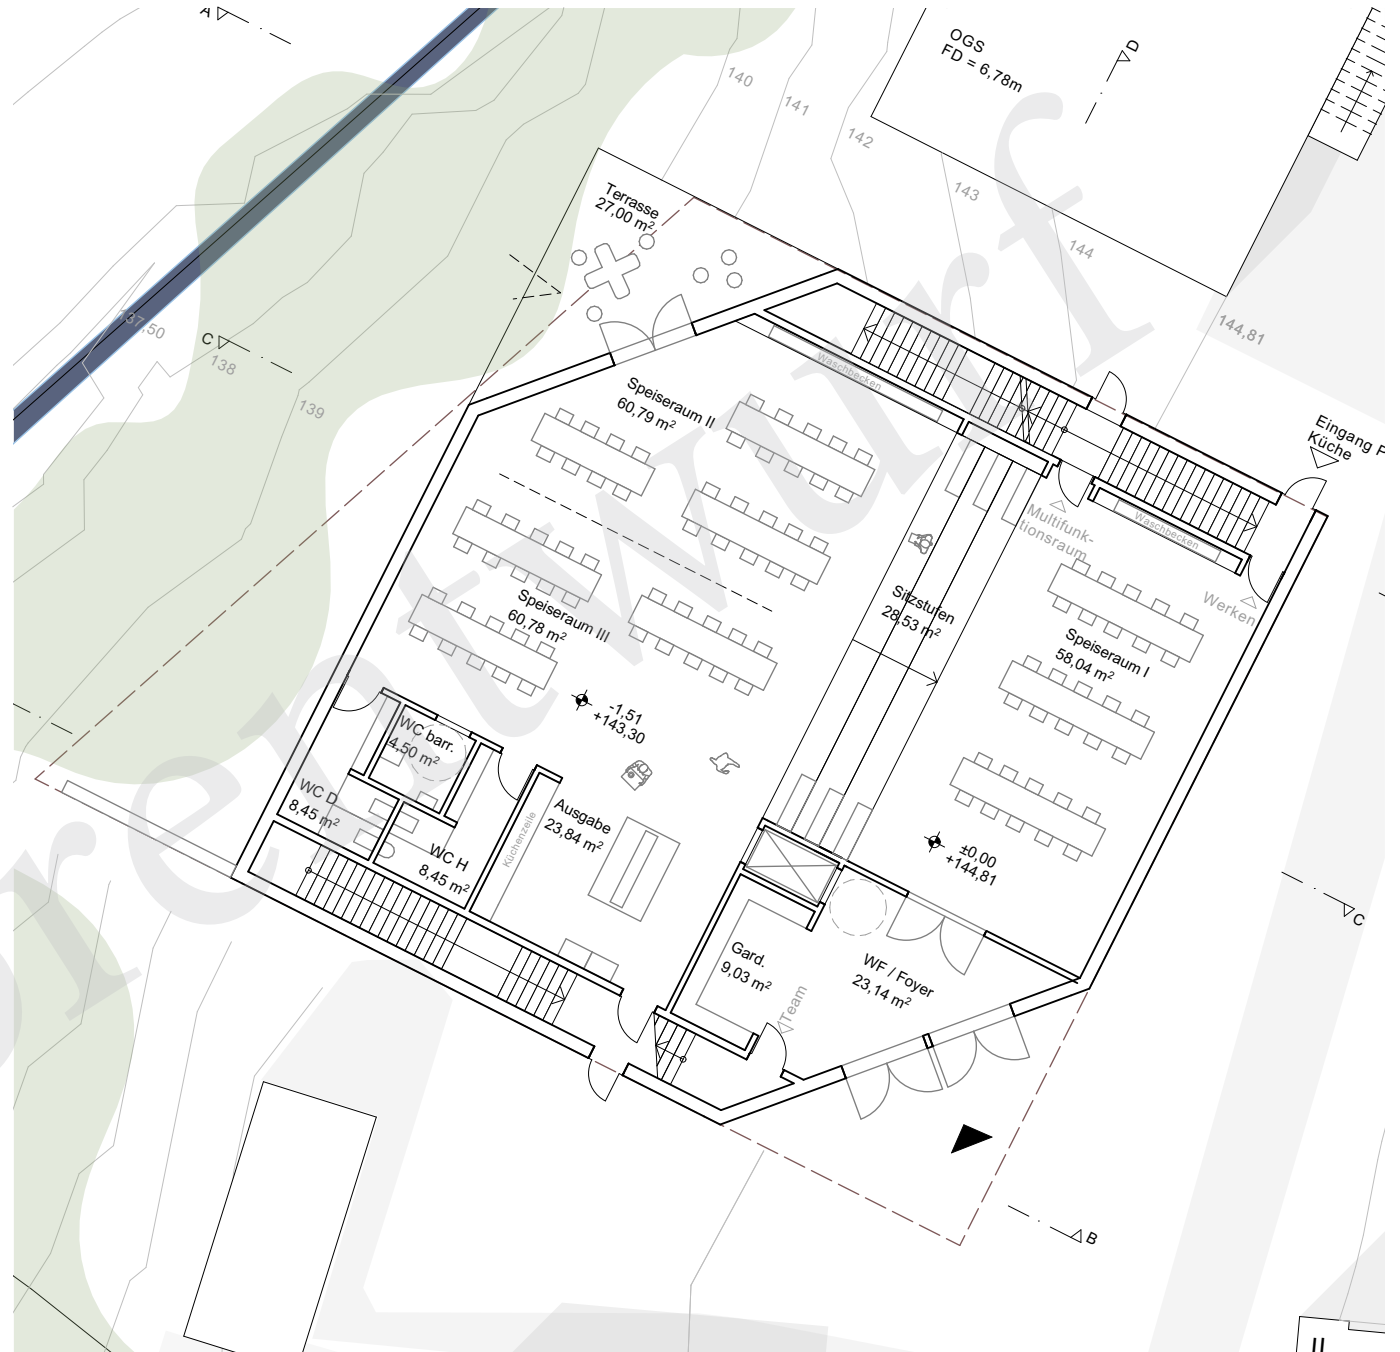 A
OGS
FD = 6,78m
D
140
141
142
143
144
144,81
Terrasse
27,00 m²
137,50
C
138
139
Waschbecken
Speiseraum II
60,79 m²
Eingang
Küche
Multifunk-
tionsraum
Waschbecken
Werken
Sitzstufen
28,53 m²
Speiseraum III
60,78 m²
Speiseraum I
58,04 m²
-1,51
+143,30
WC barr.
4,50 m²
WC D
8,45 m²
WC H
8,45 m²
Küchenzeile
Ausgabe
23,84 m²
±0,00
+144,81
C
Gard.
9,03 m²
WF / Foyer
23,14 m²
Team
B
II
orentwurf